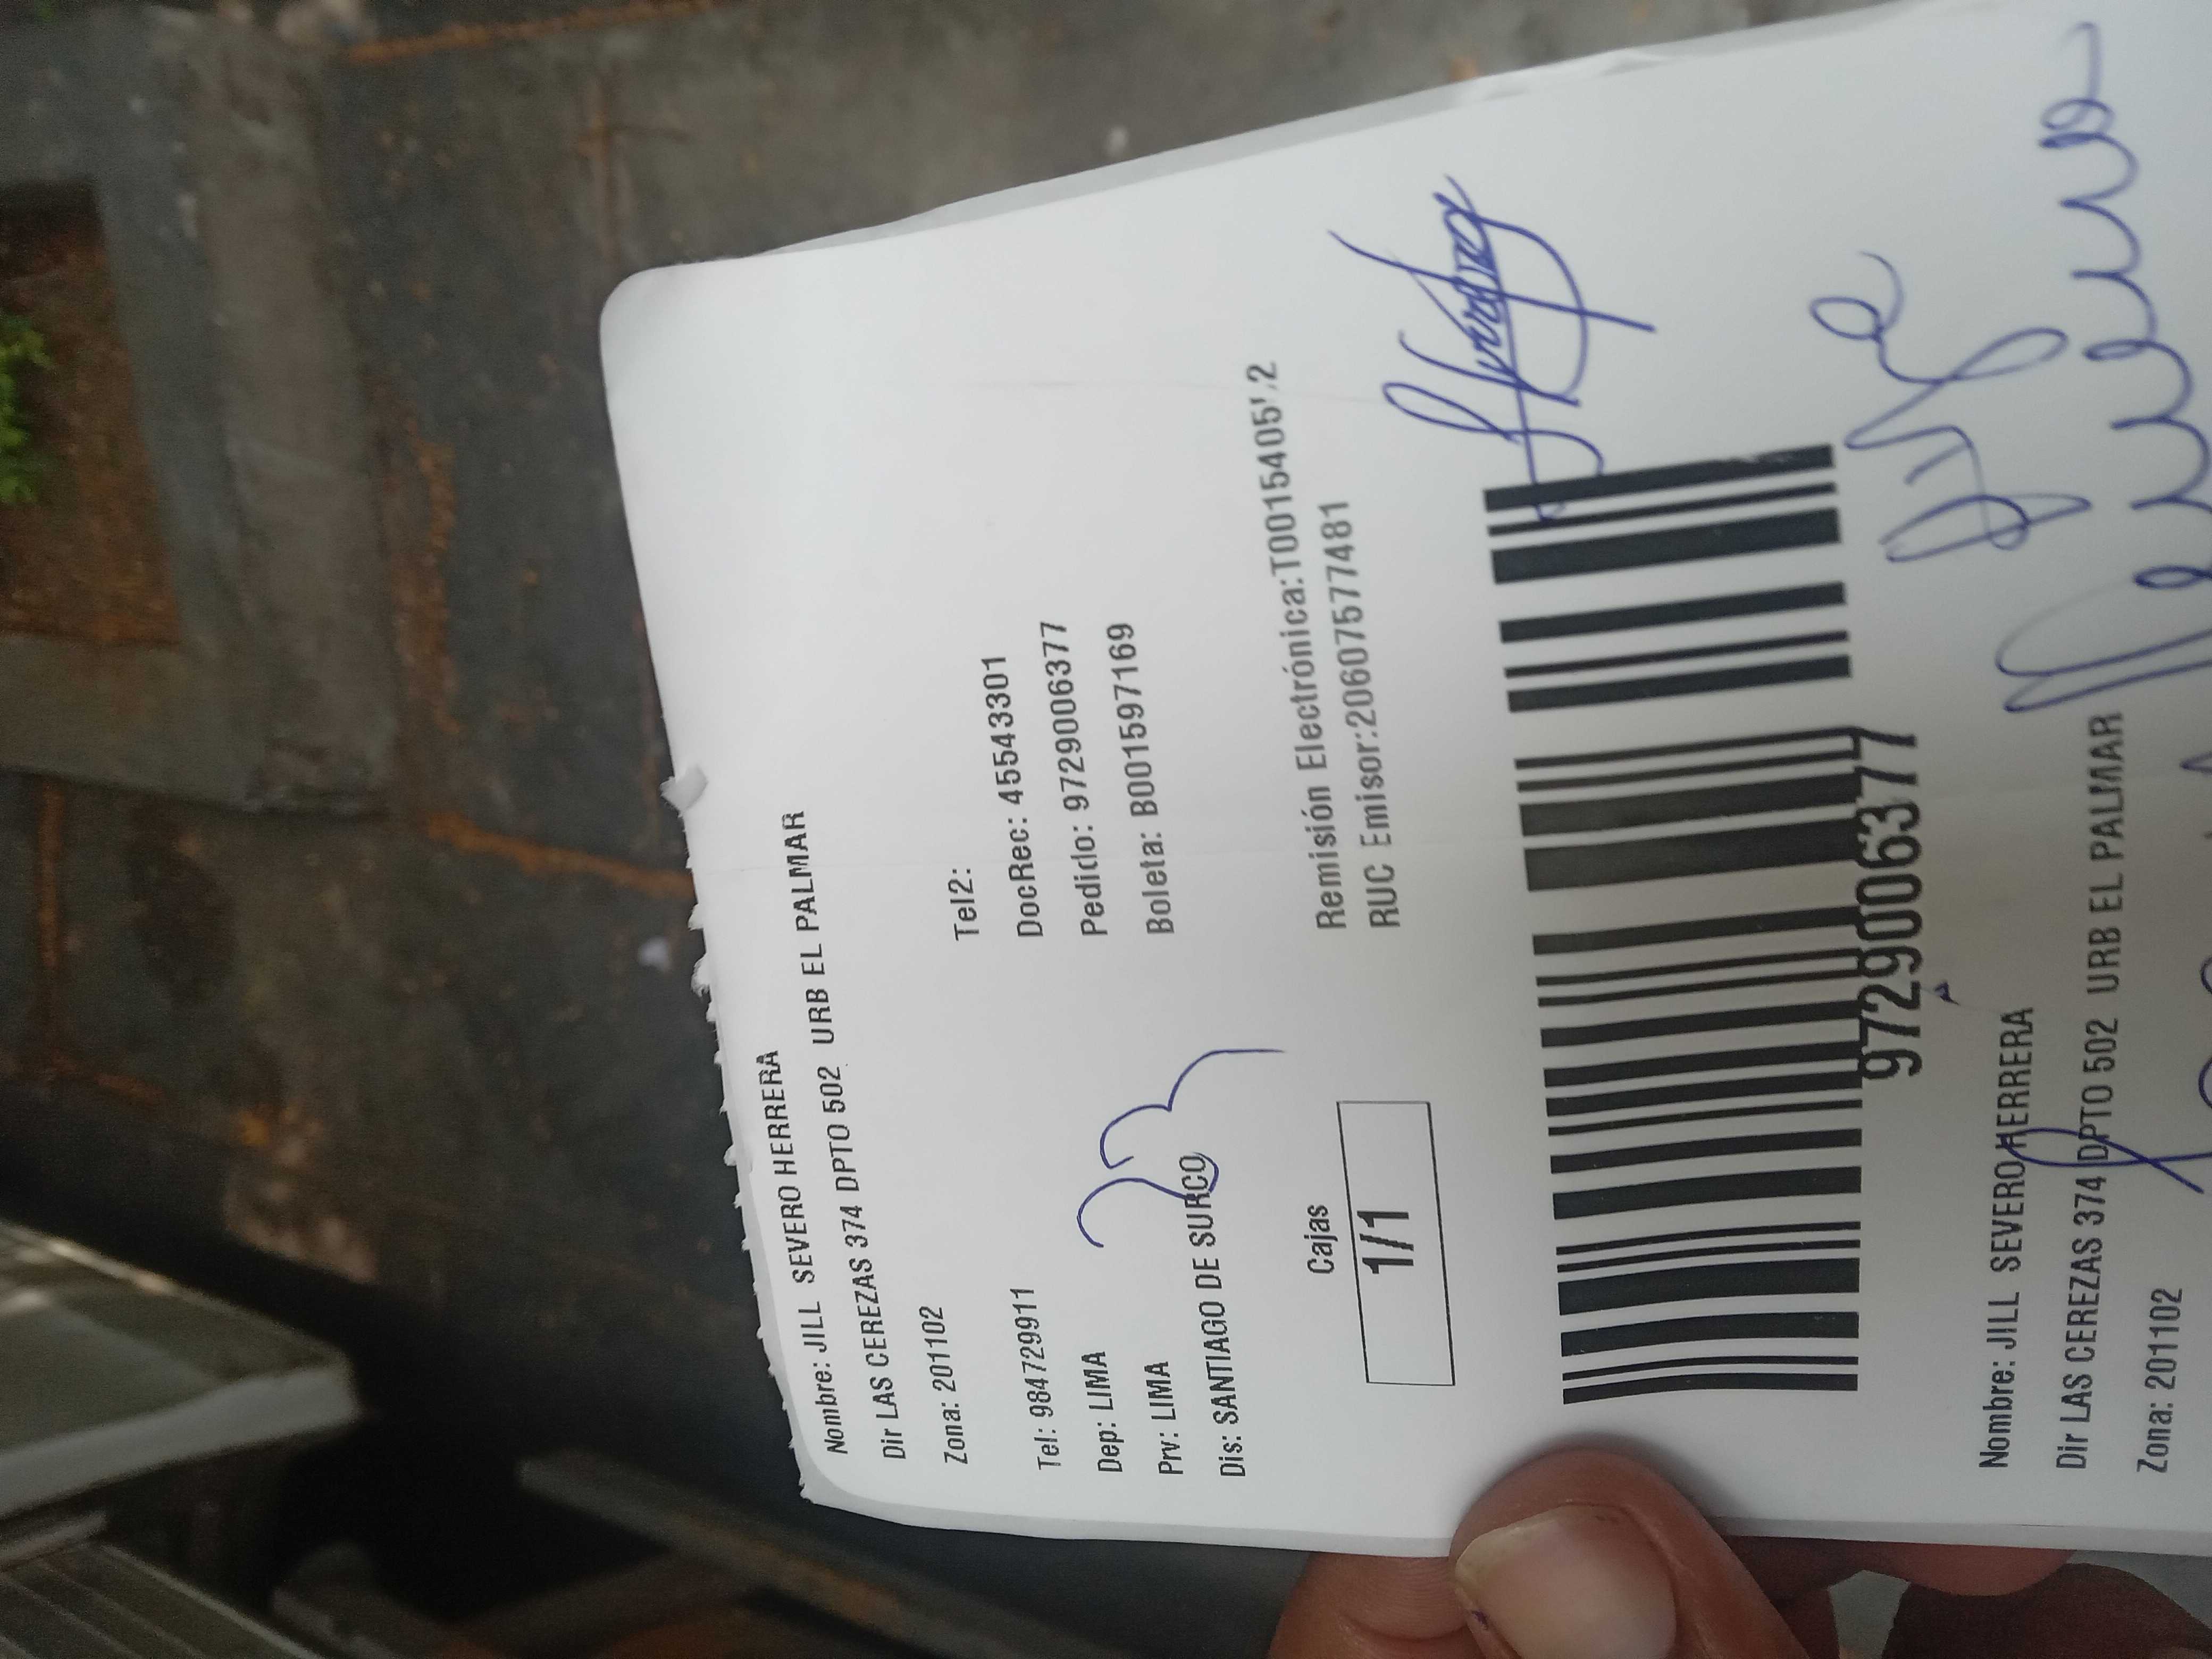 Nombre: JILL SEVERO HERRERA
Dir LAS CEREZAS 374 DPTO 502 URB EL PALMAR
Zona: 201102
Tel: 984729911
Tel2:
Dep: LIMA
DocRec: 45543301
Prv: LIMA
Pedido: 9729006377
Dis: SANTIAGO DE SURCO
Boleta: B001597169
Cajas
1/1
Remisión Electrónica:
RUC Emisor:20607577481
9729006377
Nombre: JILL SEVERO HERRERA
Dir LAS CEREZAS 374 DPTO 502 URB EL PALMAR
Zona: 201102